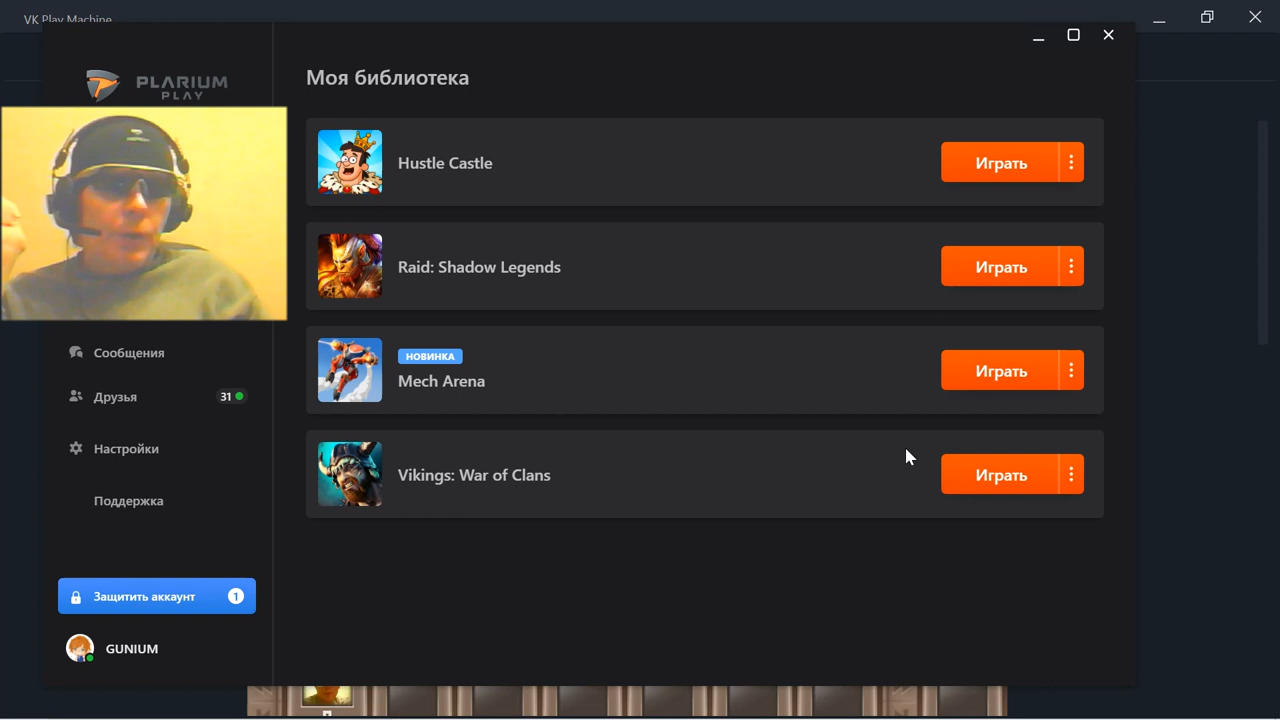 VK Play Machine
PLARIUM
PLAY
Моя библиотека
Hustle Castle
Играть
Raid: Shadow Legends
Играть
НОВИНКА
Mech Arena
Играть
Vikings: War of Clans
Играть
Сообщения
Друзья 31
Настройки
Поддержка
Защитить аккаунт 1
GUNIUM